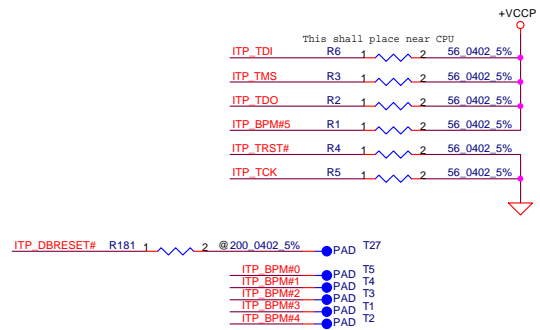 +VCCP
This shall place near CPU
ITP_TDI R6 1 2 56_0402_5%
ITP_TMS R3 1 2 56_0402_5%
ITP_TDO R2 1 2 56_0402_5%
ITP_BPM#5 R1 1 2 56_0402_5%
ITP_TRST# R4 1 2 56_0402_5%
ITP_TCK R5 1 2 56_0402_5%
ITP_DBRESET# R181 1 2 @200_0402_5% PAD T27
ITP_BPM#0 PAD T5
ITP_BPM#1 PAD T4
ITP_BPM#2 PAD T3
ITP_BPM#3 PAD T1
ITP_BPM#4 PAD T2